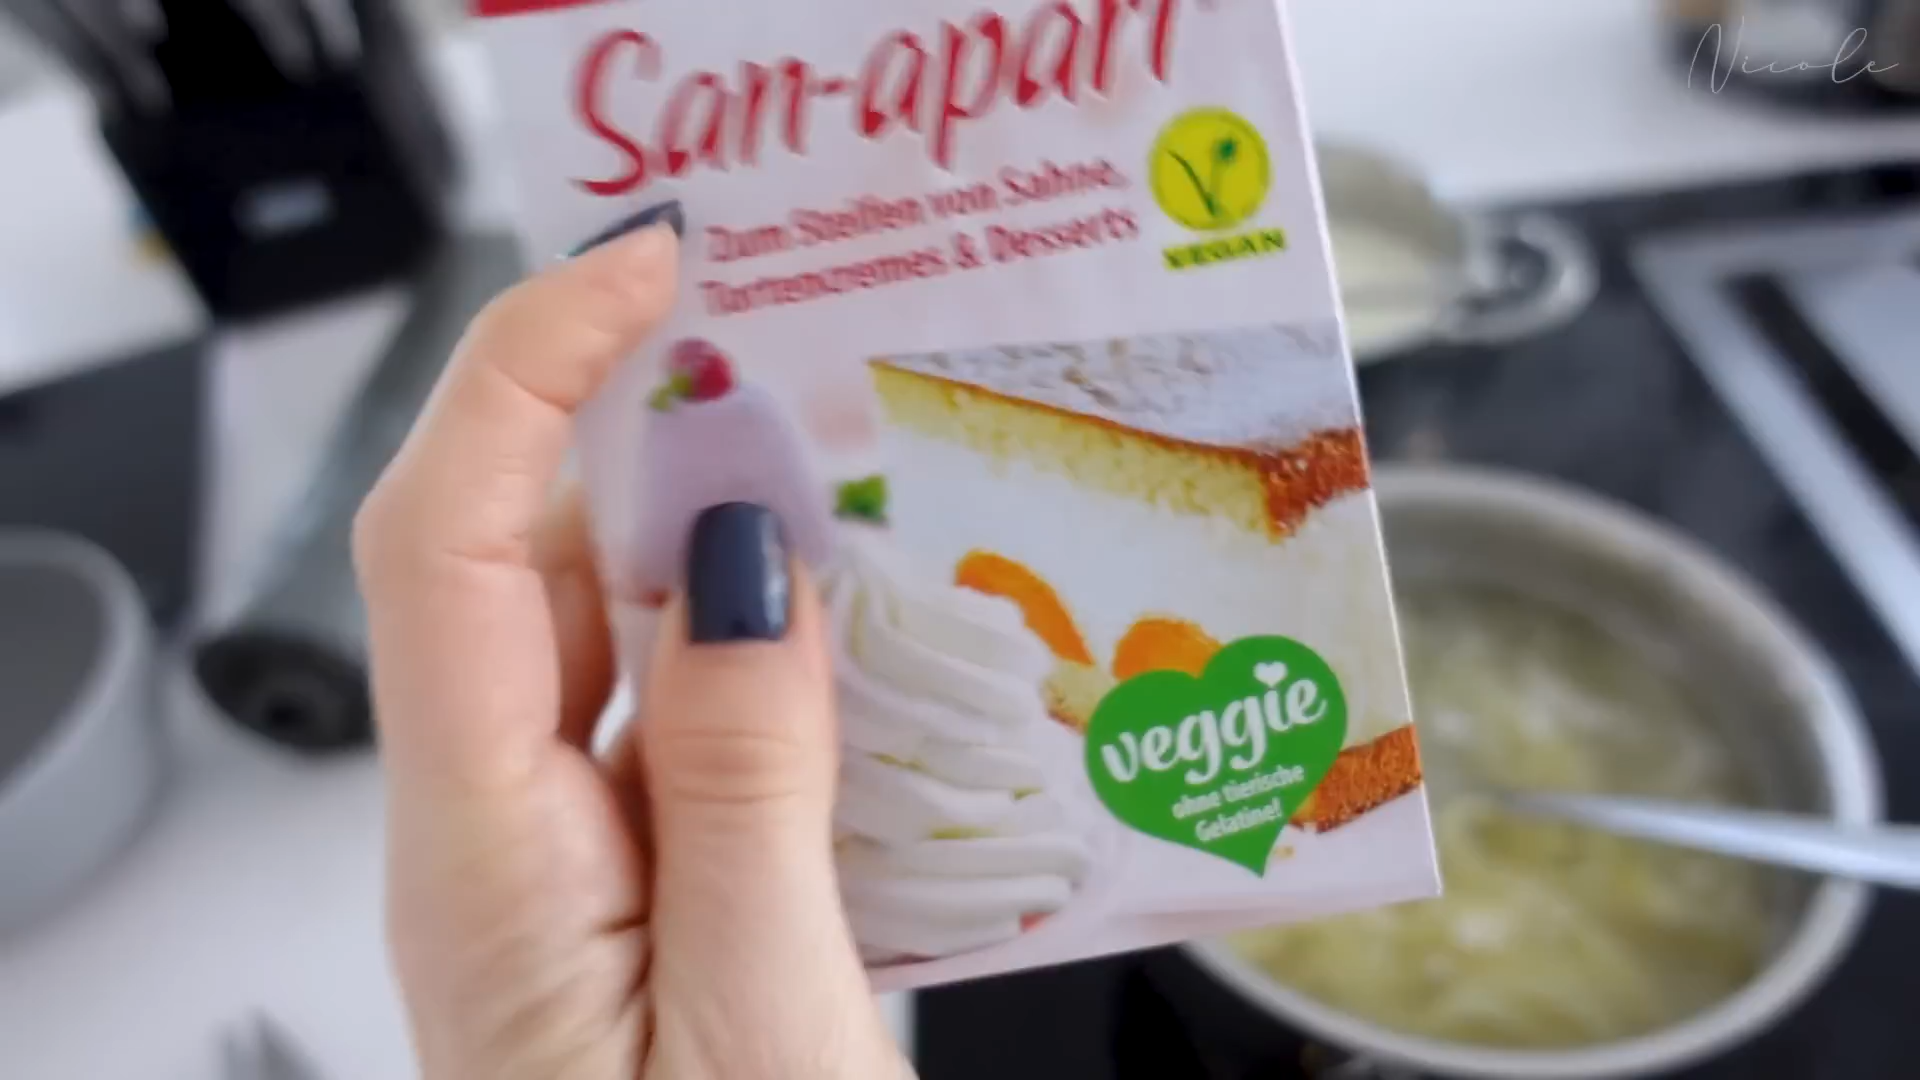 Nicole
San-apart
Zum Steifen von Sahne,
Tortencremes & Desserts
V
VEGAN
veggie
ohne tierische
Gelatine!